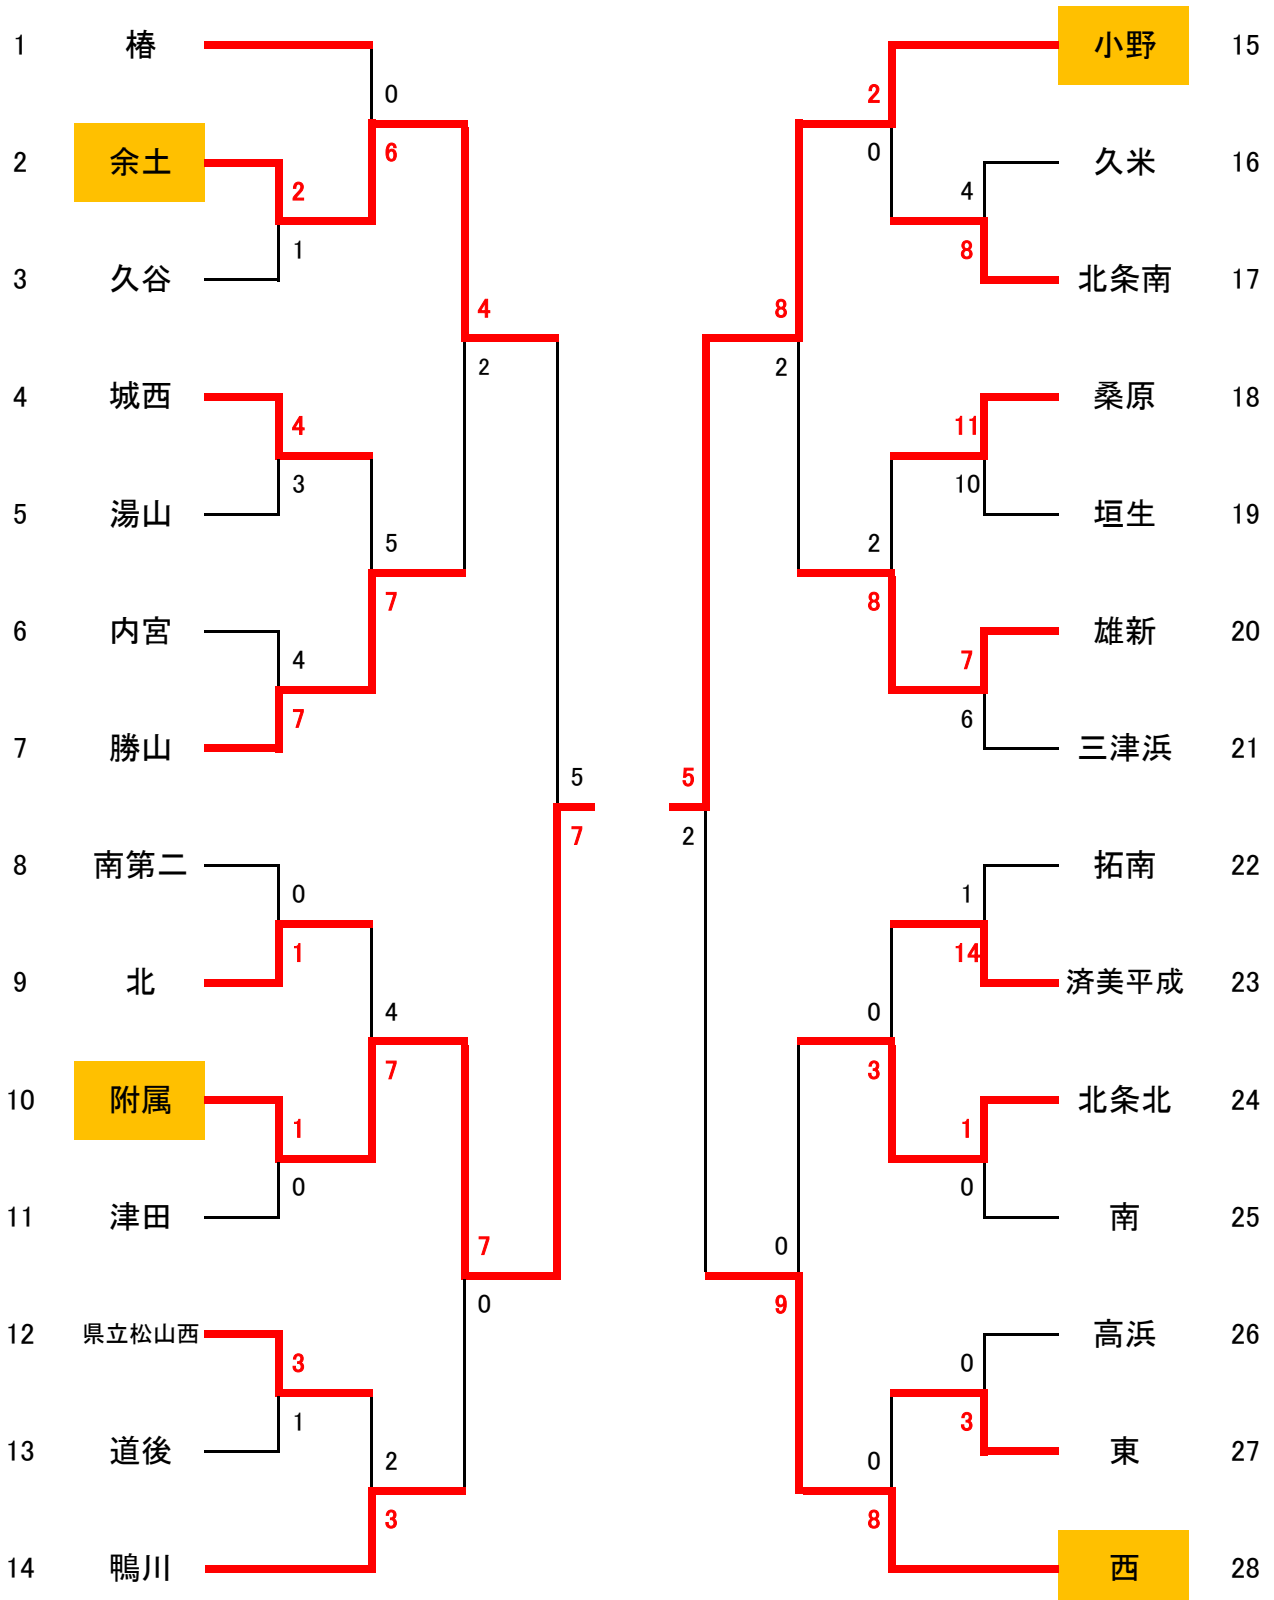 1 椿
0
6
2 余土
2
1
3 久谷
4
2
4 城西
4
3
5 湯山
5
7
6 内宮
4
7
7 勝山
5
7
8 南第二
0
1
9 北
4
7
10 附属
1
0
11 津田
7
0
12 県立松山西
3
1
13 道後
2
3
14 鴨川
小野 15
2
0
久米 16
4
8
北条南 17
8
2
桑原 18
11
10
垣生 19
2
8
雄新 20
7
6
三津浜 21
5
2
拓南 22
1
14
済美平成 23
0
3
北条北 24
1
0
南 25
0
9
高浜 26
0
3
東 27
0
8
西 28